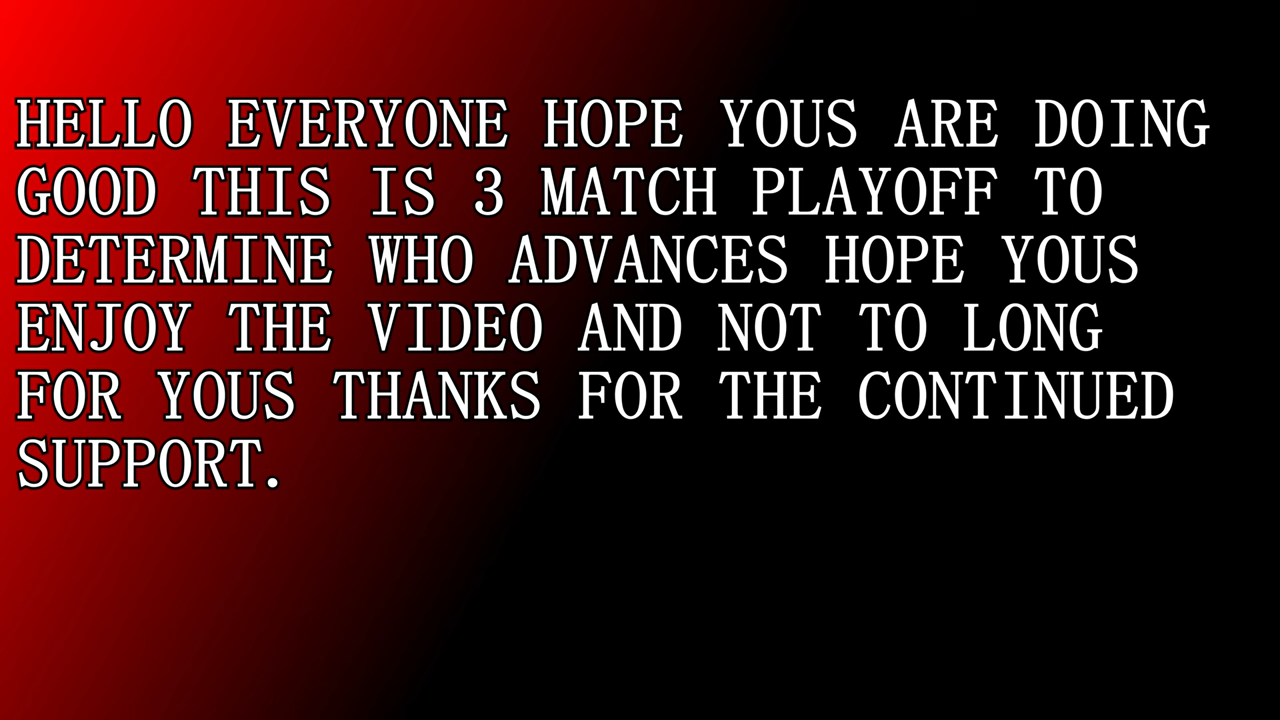 HELLO EVERYONE HOPE YOUS ARE DOING
GOOD THIS IS 3 MATCH PLAYOFF TO
DETERMINE WHO ADVANCES HOPE YOUS
ENJOY THE VIDEO AND NOT TO LONG
FOR YOUS THANKS FOR THE CONTINUED
SUPPORT.